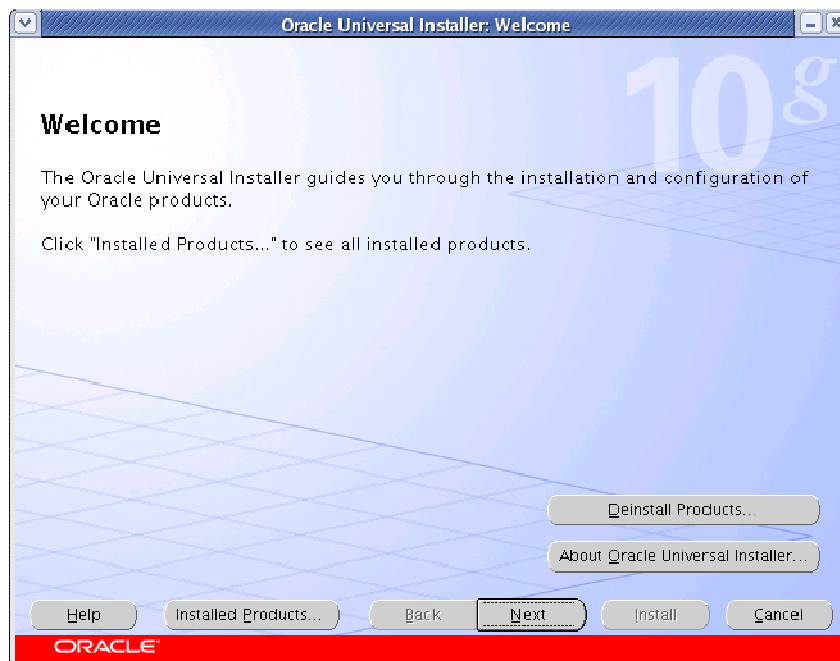 Oracle Universal Installer: Welcome
10g
Welcome
The Oracle Universal Installer guides you through the installation and configuration of
your Oracle products.
Click "Installed Products..." to see all installed products.
Deinstall Products...
About Oracle Universal Installer...
Help Installed Products... Back Next Install Cancel
ORACLE